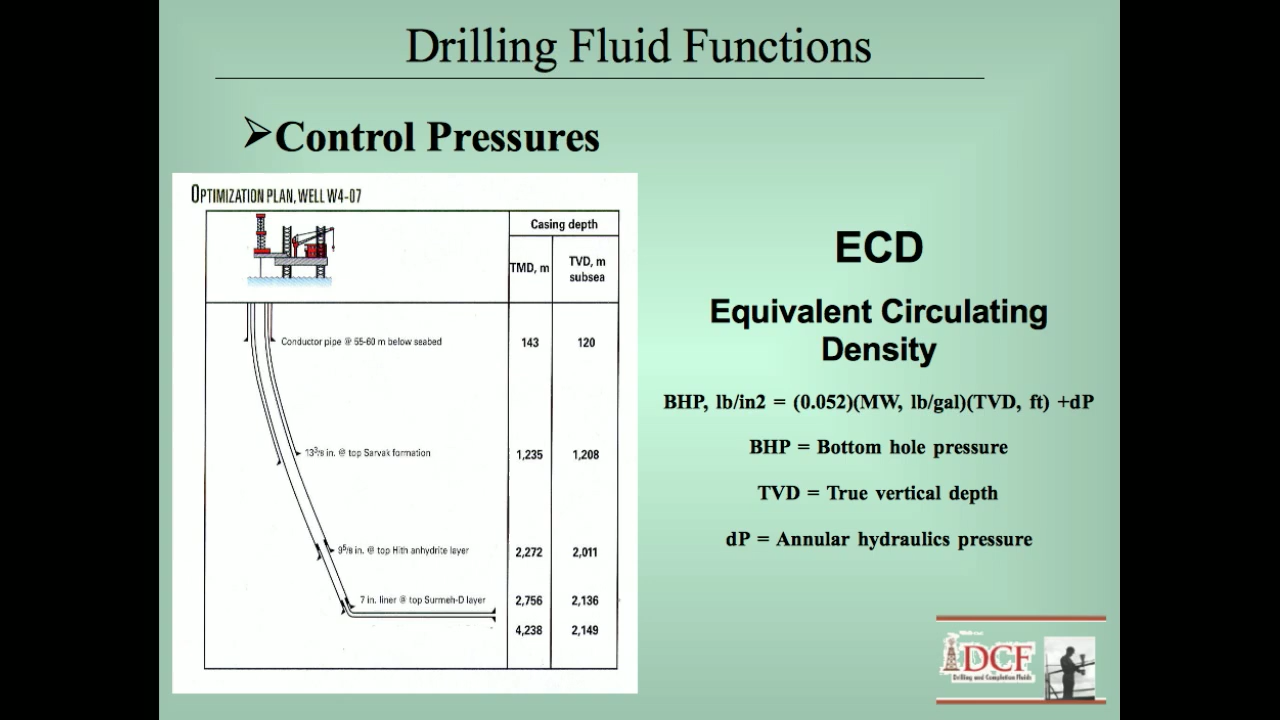 Drilling Fluid Functions
➢Control Pressures
OPTIMIZATION PLAN, WELL W4-07
Casing depth
TMD, m
TVD, m
subsea
Conductor pipe @ 55-60 m below seabed
143
120
13 3/8 in. @ top Sarvak formation
1,235
1,208
9 5/8 in. @ top Hith anhydrite layer
2,272
2,011
7 in. liner @ top Surmeh-D layer
2,756
2,136
4,238
2,149
ECD
Equivalent Circulating
Density
BHP, lb/in2 = (0.052)(MW, lb/gal)(TVD, ft) +dP
BHP = Bottom hole pressure
TVD = True vertical depth
dP = Annular hydraulics pressure
DCF
Drilling and Completion Fluids